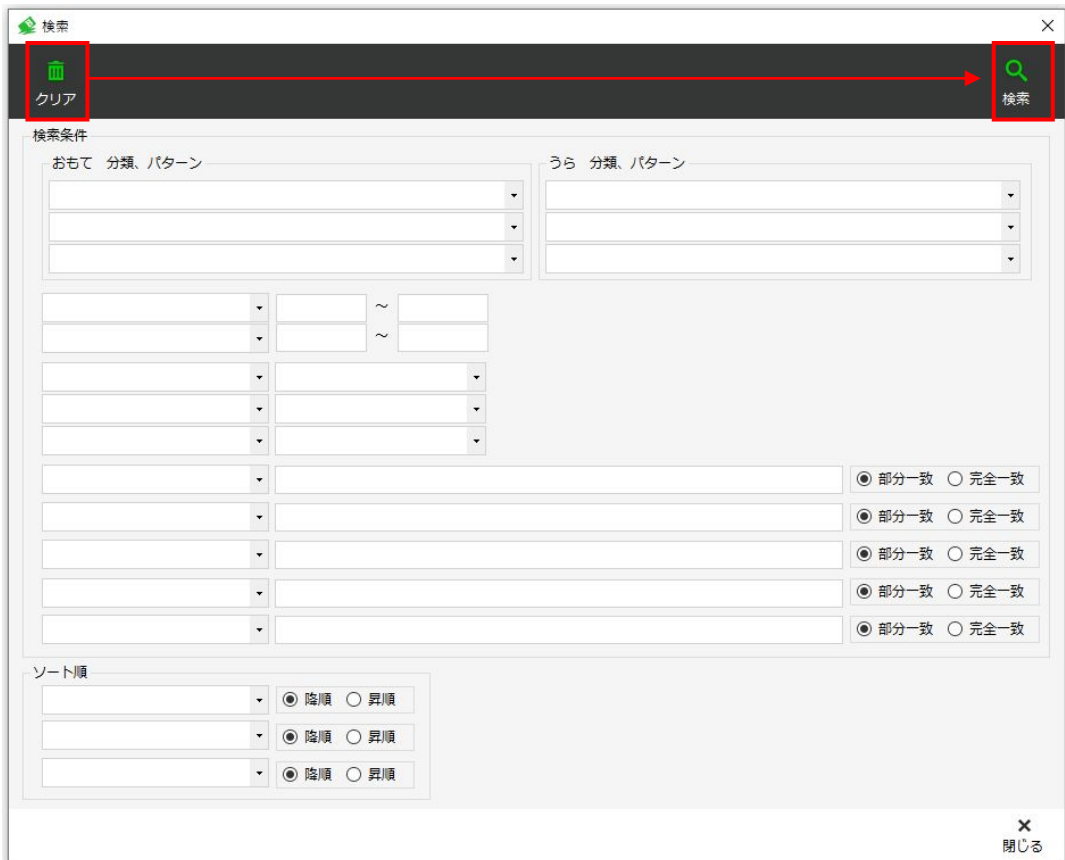 検索
クリア
検索
検索条件
おもて　分類、パターン
うら　分類、パターン
～
～
部分一致 完全一致
部分一致 完全一致
部分一致 完全一致
部分一致 完全一致
部分一致 完全一致
ソート順
降順 昇順
降順 昇順
降順 昇順
閉じる